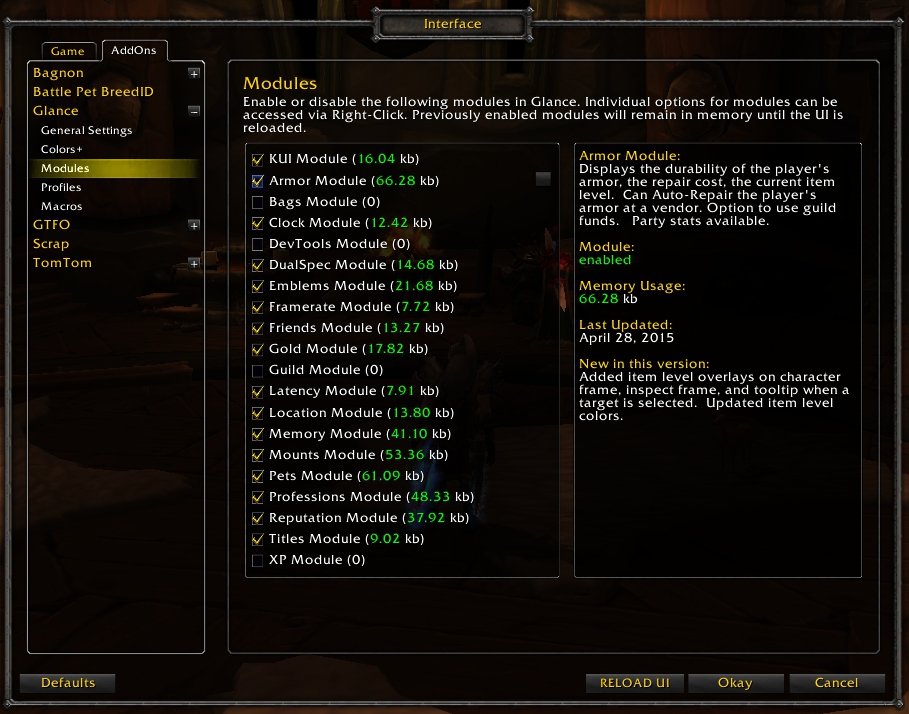 Interface
Game
AddOns
Bagnon
Battle Pet BreedID
Glance
General Settings
Colors+
Modules
Profiles
Macros
GTFO
Scrap
TomTom
Modules
Enable or disable the following modules in Glance. Individual options for modules can be
accessed via Right-Click. Previously enabled modules will remain in memory until the UI is
reloaded.
KUI Module (16.04 kb)
Armor Module (66.28 kb)
Bags Module (0)
Clock Module (12.42 kb)
DevTools Module (0)
DualSpec Module (14.68 kb)
Emblems Module (21.68 kb)
Framerate Module (7.72 kb)
Friends Module (13.27 kb)
Gold Module (17.82 kb)
Guild Module (0)
Latency Module (7.91 kb)
Location Module (13.80 kb)
Memory Module (41.10 kb)
Mounts Module (53.36 kb)
Pets Module (61.09 kb)
Professions Module (48.33 kb)
Reputation Module (37.92 kb)
Titles Module (9.02 kb)
XP Module (0)
Armor Module:
Displays the durability of the player's
armor, the repair cost, the current item
level.  Can Auto-Repair the player's
armor at a vendor. Option to use guild
funds.   Party stats available.
Module:
enabled
Memory Usage:
66.28 kb
Last Updated:
April 28, 2015
New in this version:
Added item level overlays on character
frame, inspect frame, and tooltip when a
target is selected.  Updated item level
colors.
Defaults
RELOAD UI
Okay
Cancel